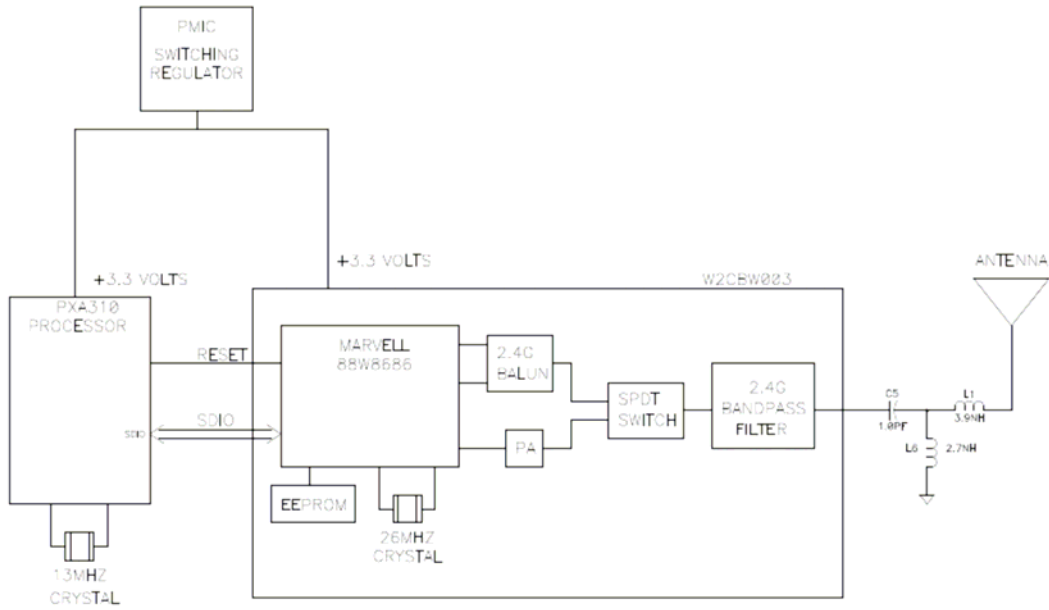 PMIC
SWITCHING
REGULATOR
+3.3 VOLTS
+3.3 VOLTS
ANTENNA
W2CBW003
PXA310
PROCESSOR
MARVELL
88W8686
RESET
2.4G
BALUN
2.4G
BANDPASS
FILTER
SPDT
SWITCH
C5
1.0PF
L1
3.9NH
SDIO
SDIO
PA
L6
2.7NH
EEPROM
26MHZ
CRYSTAL
13MHZ
CRYSTAL